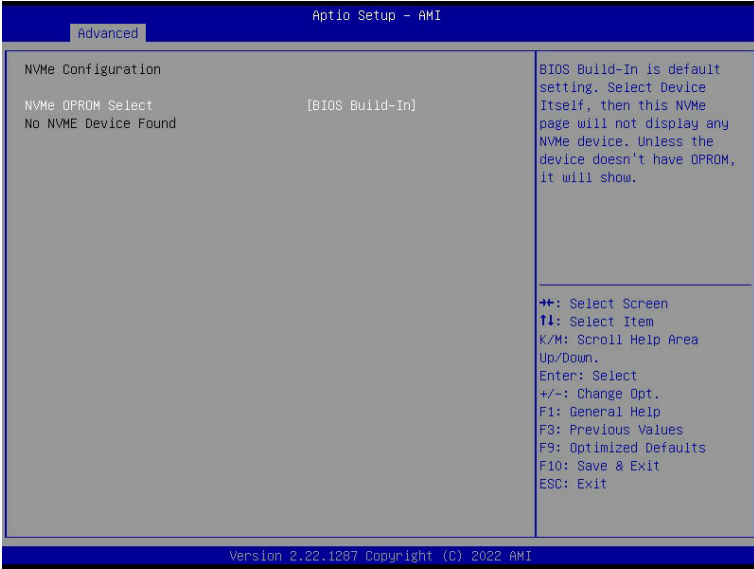 Aptio Setup – AMI
Advanced
NVMe Configuration
NVMe OPROM Select [BIOS Build-In]
No NVME Device Found
BIOS Build-In is default
setting. Select Device
Itself, then this NVMe
page will not display any
NVMe device. Unless the
device doesn't have OPROM,
it will show.
→←: Select Screen
↑↓: Select Item
K/M: Scroll Help Area
Up/Down.
Enter: Select
+/-: Change Opt.
F1: General Help
F3: Previous Values
F9: Optimized Defaults
F10: Save & Exit
ESC: Exit
Version 2.22.1287 Copyright (C) 2022 AMI